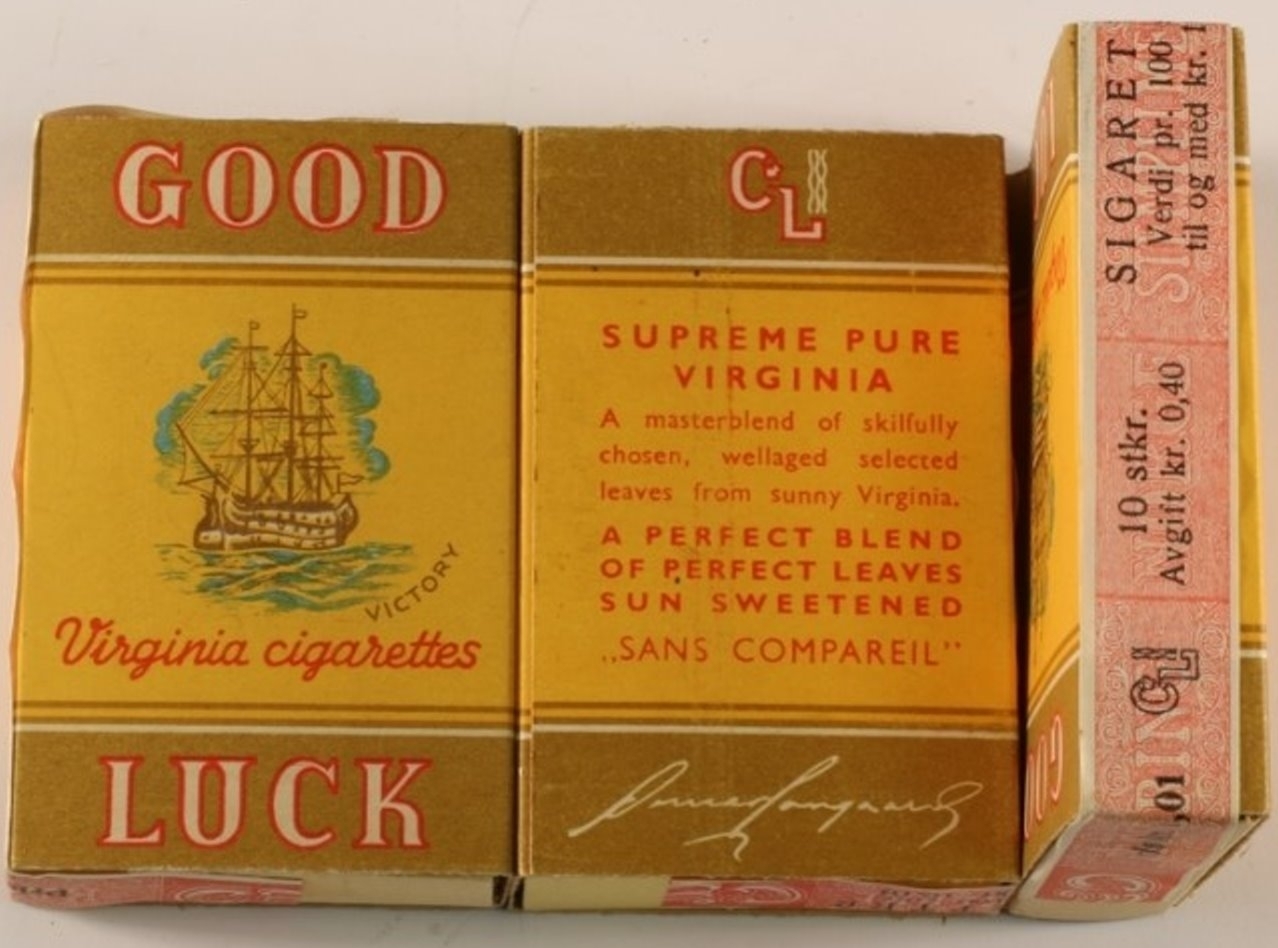 GOOD
VICTORY
Virginia cigarettes
LUCK
CL
SUPREME PURE
VIRGINIA
A masterblend of skilfully
chosen, wellaged selected
leaves from sunny Virginia.
A PERFECT BLEND
OF PERFECT LEAVES
SUN SWEETENED
„SANS COMPAREIL”
SIGARET
Verdi pr. 100
til og med kr. 1
10 stkr.
Avgift kr. 0,40
CL
,01